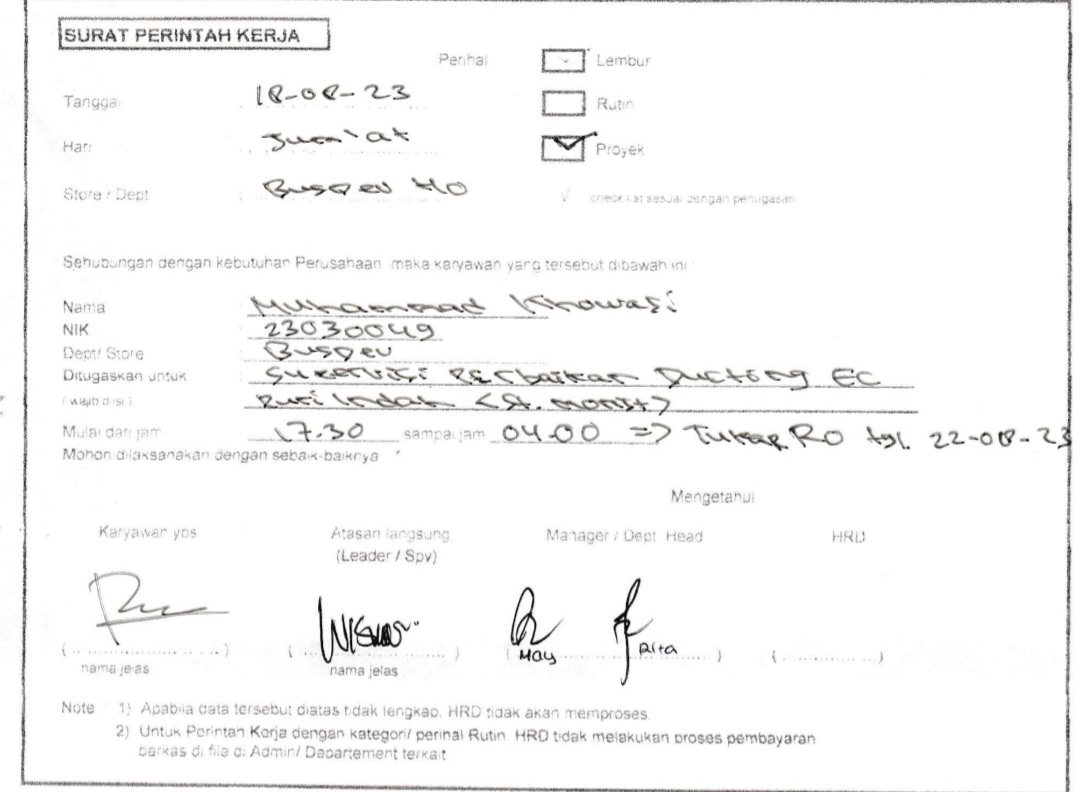 SURAT PERINTAH KERJA
Perihal Lembur
Tanggal 18-08-23 Rutin
Hari Jum'at Proyek
Store / Dept : Busdev HO V checklist sesuai dengan penugasan
Sehubungan dengan kebutuhan Perusahaan maka karyawan yang tersebut dibawah ini :
Nama Muhammad Khowasi
NIK : 23030049
Dept/ Store : Busdev
Ditugaskan untuk : Supervisi Perbaikan Ducting EC
( wajib diisi ) Puri Indah (St. Morist)
Mulai dari jam 17.30 sampai jam 04.00 => Tukar RO tgl. 22-08-23
Mohon dilaksanakan dengan sebaik-baiknya
Mengetahui
Karyawan ybs Atasan langsung Manager / Dept. Head HRD
(Leader / Spv)
May Rita
nama jelas nama jelas
Note 1) Apabila data tersebut diatas tidak lengkap, HRD tidak akan memproses.
2) Untuk Perintah Kerja dengan kategori/ perihal Rutin, HRD tidak melakukan proses pembayaran
berkas di file di Admin/ Departement terkait